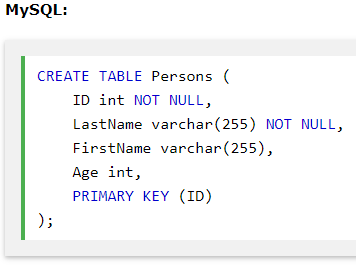 MySQL:
CREATE TABLE Persons (
    ID int NOT NULL,
    LastName varchar(255) NOT NULL,
    FirstName varchar(255),
    Age int,
    PRIMARY KEY (ID)
);